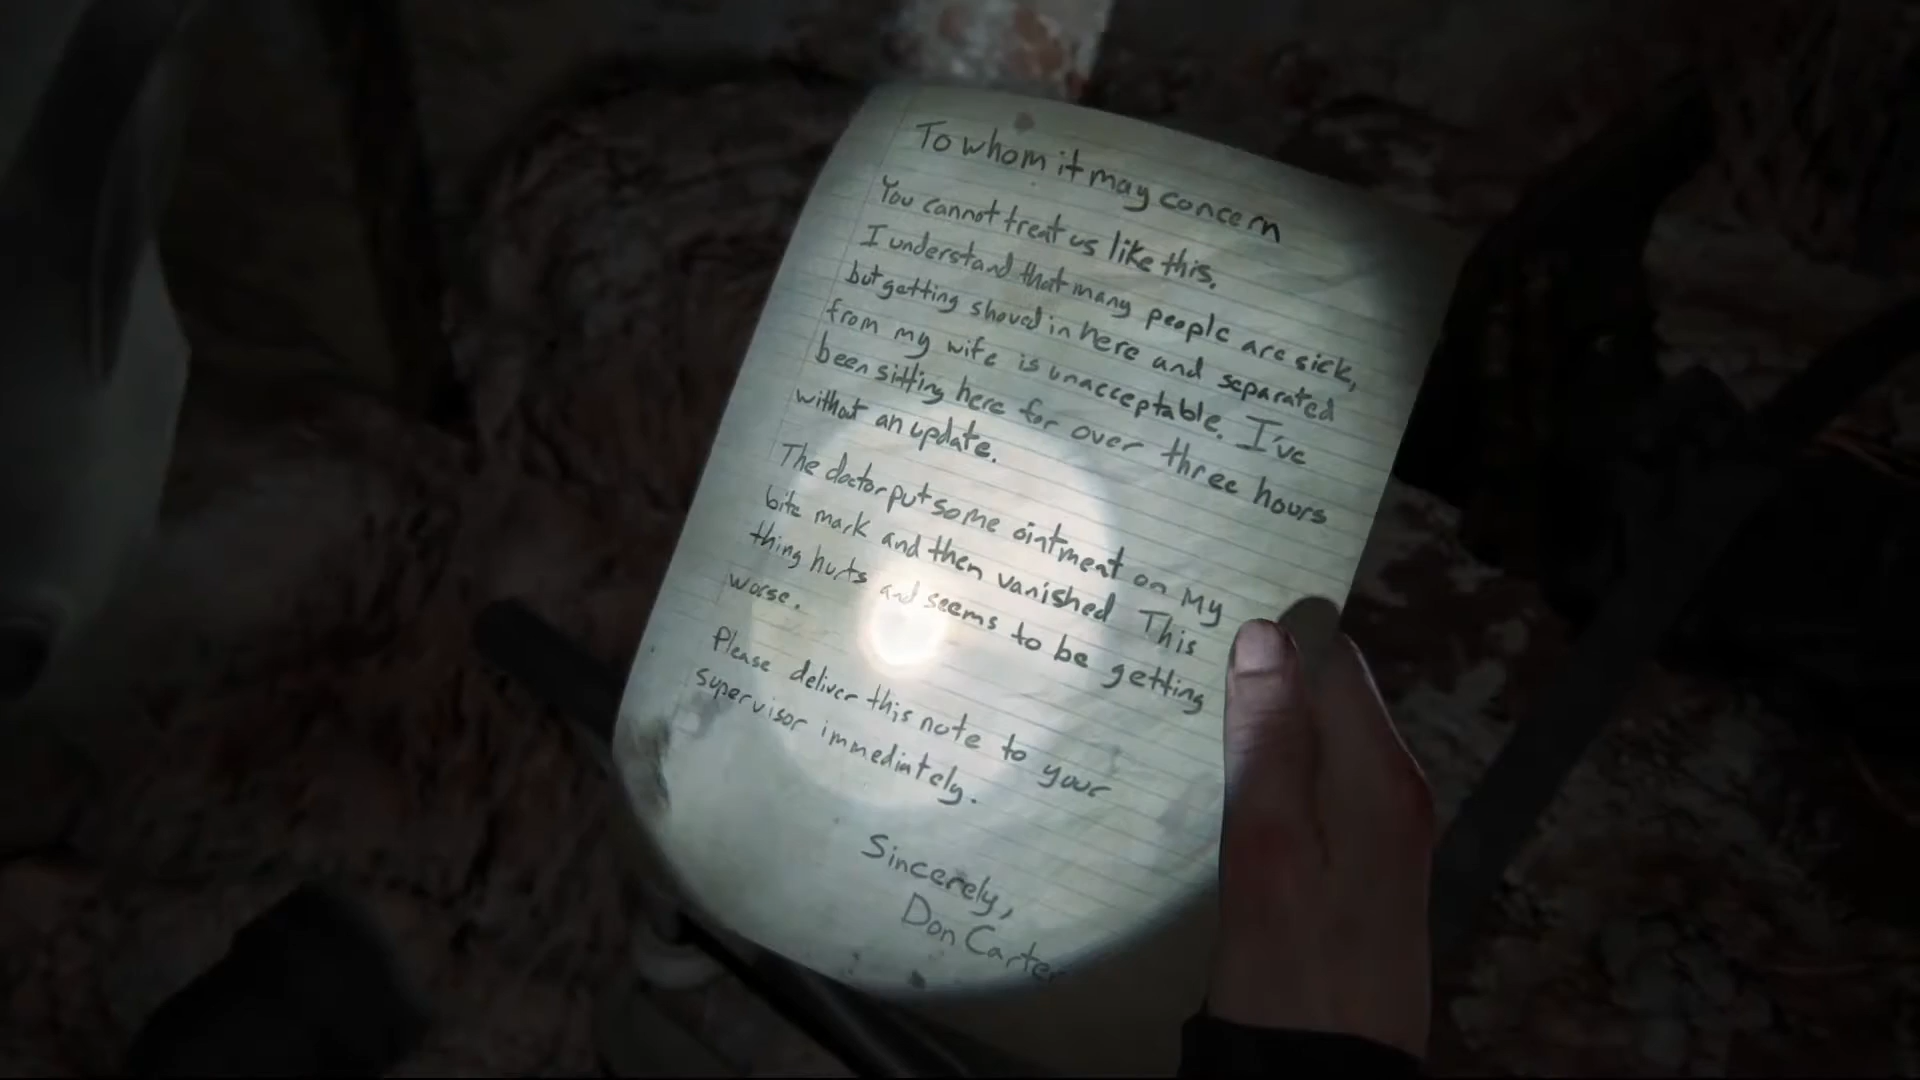 To whom it may concern
You cannot treat us like this.
I understand that many people are sick,
but getting shoved in here and separated
from my wife is unacceptable. I've
been sitting here for over three hours
without an update.
The doctor put some ointment on My
bite mark and then vanished This
thing hurts and seems to be getting
worse.
Please deliver this note to your
supervisor immediately.
Sincerely,
Don Carter